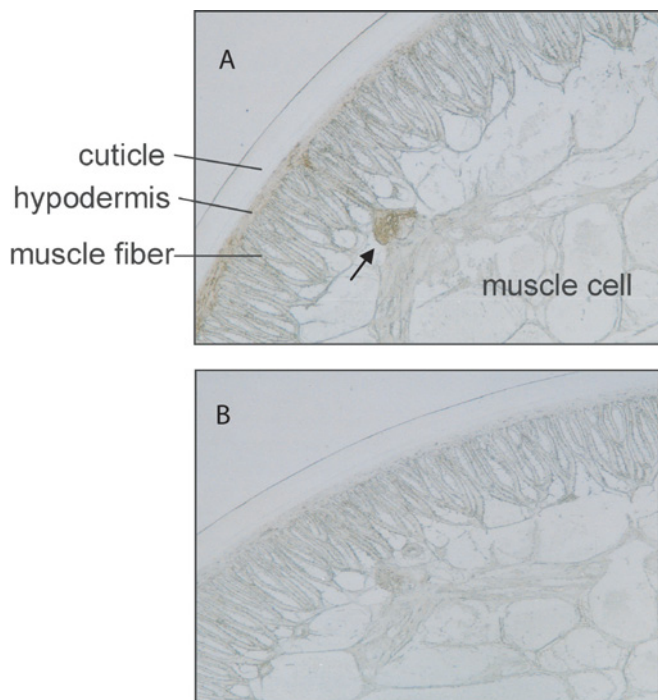 A
cuticle
hypodermis
muscle fiber
muscle cell
B